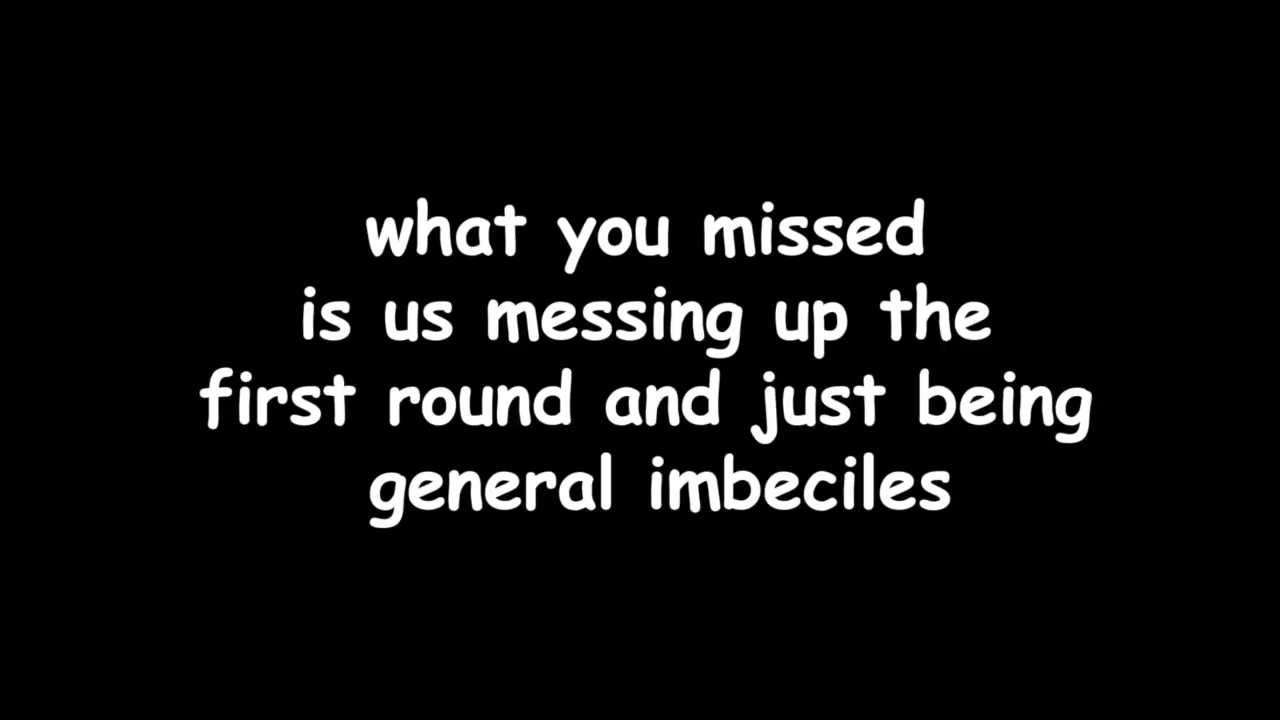 what you missed
is us messing up the
first round and just being
general imbeciles